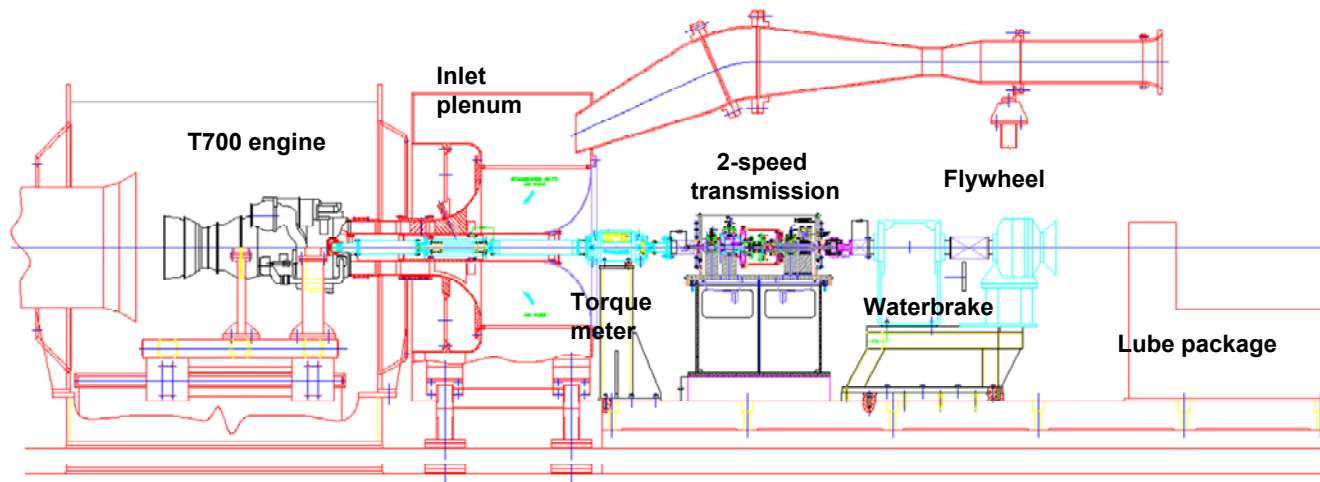 Inlet
plenum
T700 engine
2-speed
transmission
Flywheel
Torque
meter
Waterbrake
Lube package